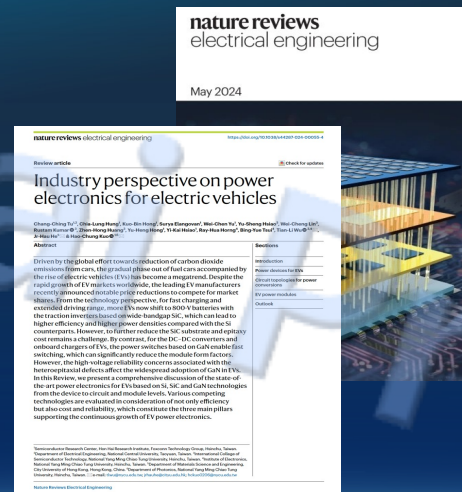 nature reviews
electrical engineering
May 2024
nature reviews electrical engineering
Review article
Check for updates
Industry perspective on power
electronics for electric vehicles
Abstract
Sections
Driven by the global effort towards reduction of carbon dioxide
emissions from cars, the gradual phase out of fuel cars accompanied by
the rise of electric vehicles (EVs) has become a megatrend. Despite the
rapid growth of EV markets worldwide, the leading EV manufacturers
recently announced notable price reductions to compete for market
shares. From the technology perspective, for fast charging and
extended driving range, more EVs now shift to 800-V batteries with
the traction inverters based on wide-bandgap SiC, which can lead to
higher efficiency and higher power densities compared with the Si
counterparts. However, to further reduce the SiC substrate and epitaxy
cost remains a challenge. By contrast, for the DC–DC converters and
onboard chargers of EVs, the power switches based on GaN enable fast
switching, which can significantly reduce the module form factors.
However, the high-voltage reliability concerns associated with the
heteroepitaxial defects affect the widespread adoption of GaN in EVs.
In this Review, we present a comprehensive discussion of the state-of-
the-art power electronics for EVs based on Si, SiC and GaN technologies
from the device to circuit and module levels. Various competing
technologies are evaluated in consideration of not only efficiency
but also cost and reliability, which constitute the three main pillars
supporting the continued growth of EV power electronics.
Introduction
Power devices for EVs
Circuit topologies for power
conversions
EV power modules
Outlook
Nature Reviews Electrical Engineering